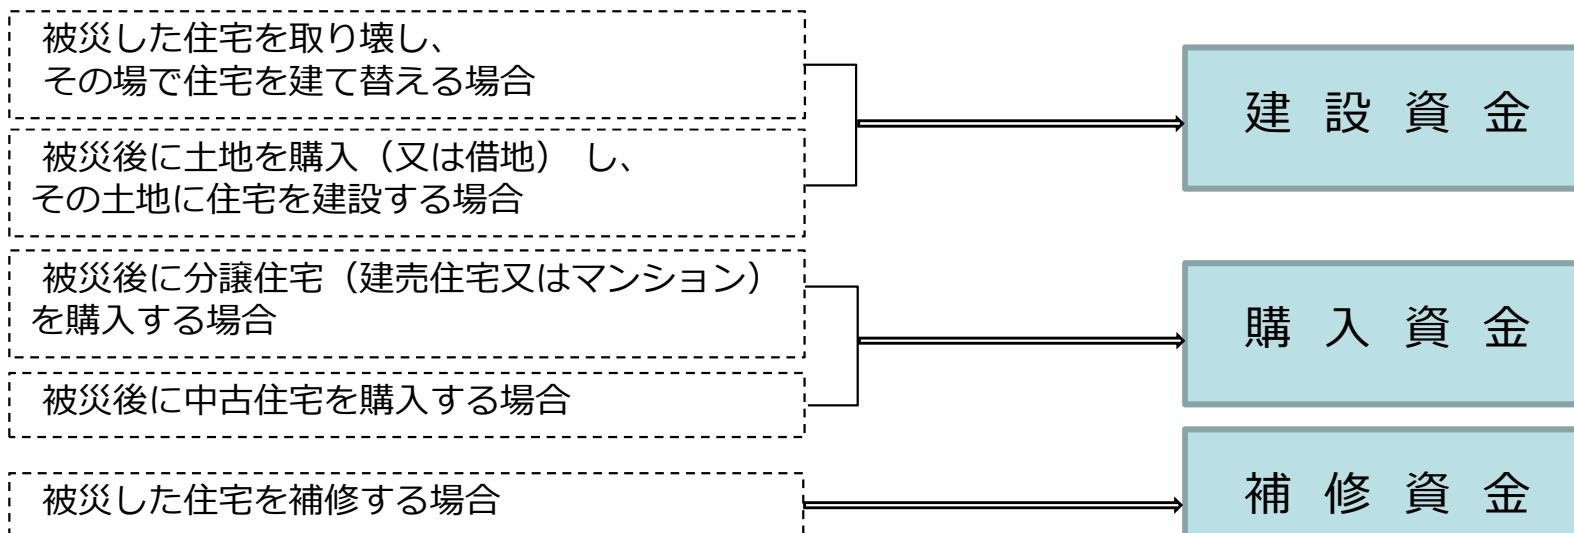 被災した住宅を取り壊し、
その場で住宅を建て替える場合
建設資金
被災後に土地を購入（又は借地） し、
その土地に住宅を建設する場合
被災後に分譲住宅（建売住宅又はマンション）
を購入する場合
購入資金
被災後に中古住宅を購入する場合
被災した住宅を補修する場合
補修資金